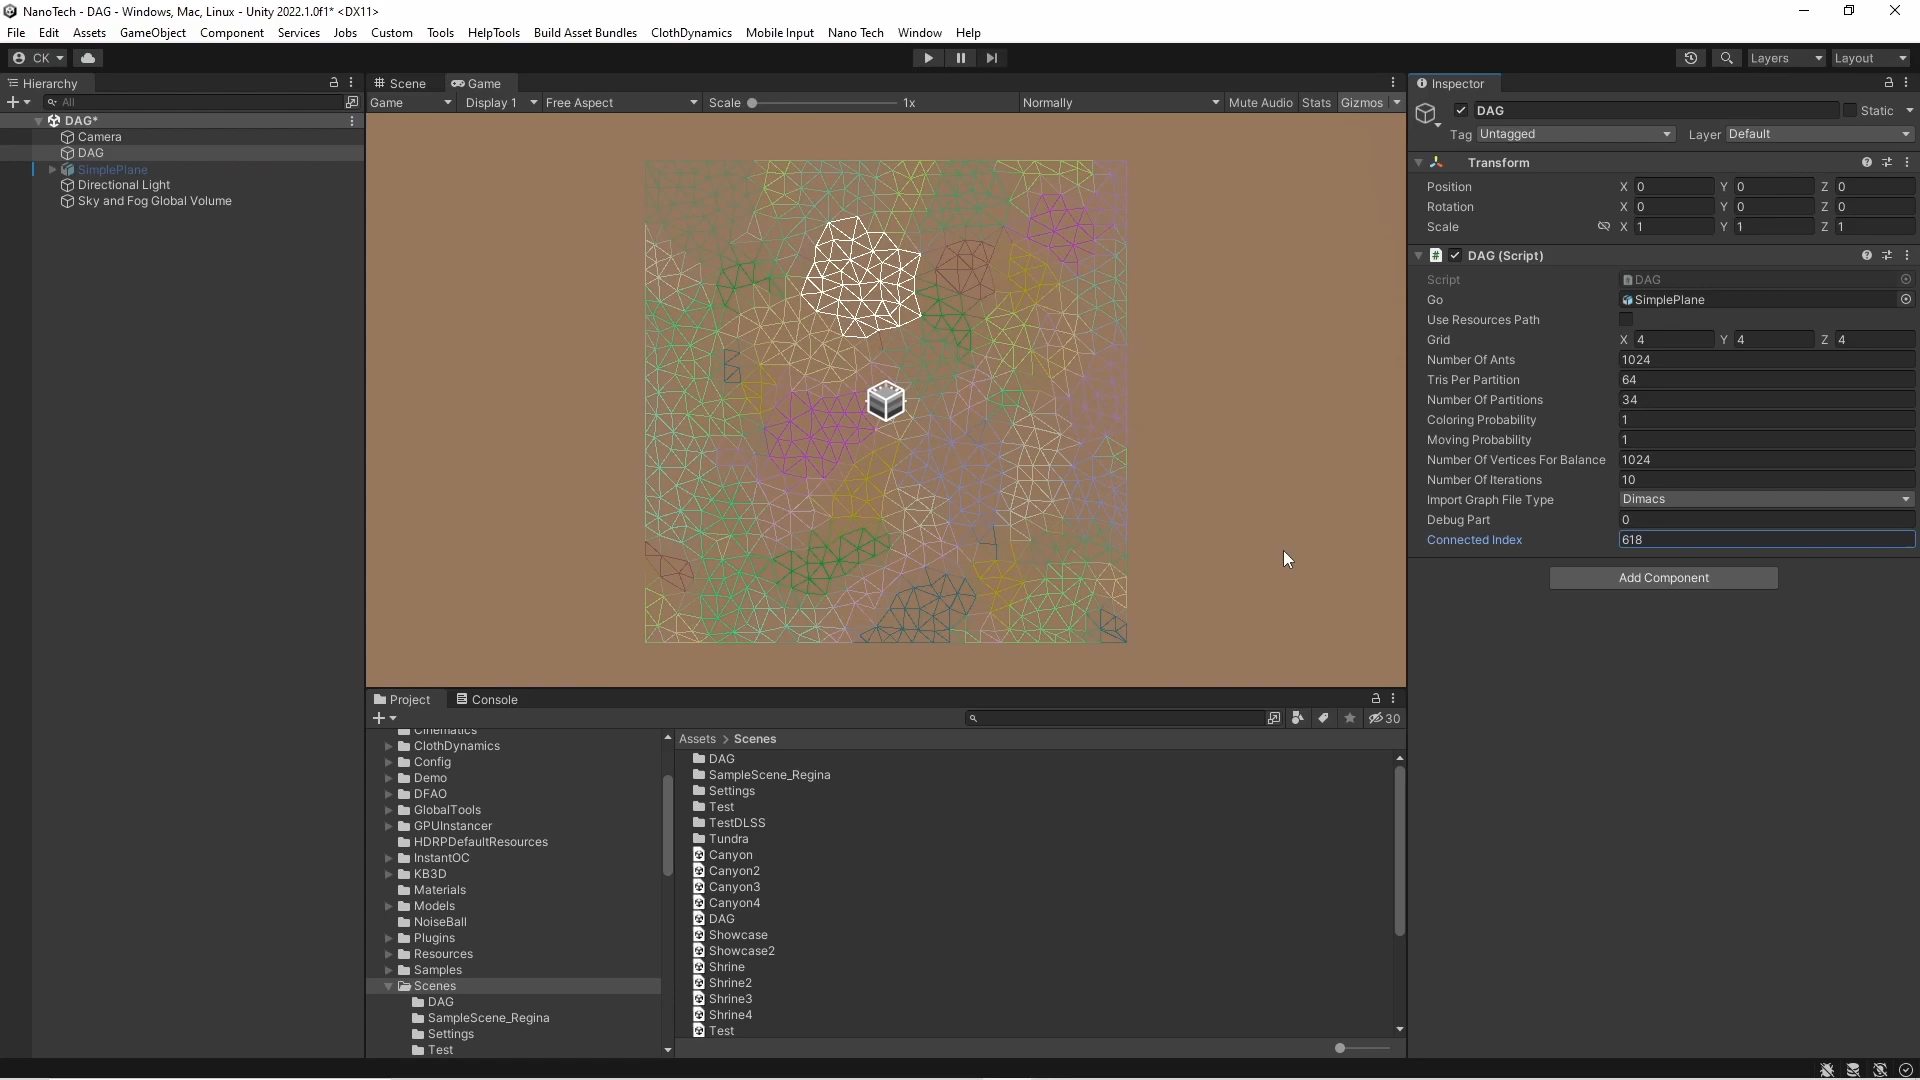 NanoTech - DAG - Windows, Mac, Linux - Unity 2022.1.0f1* <DX11>
File Edit Assets GameObject Component Services Jobs Custom Tools HelpTools Build Asset Bundles ClothDynamics Mobile Input Nano Tech Window Help
CK Layers Layout
Hierarchy
All
DAG*
Camera
DAG
SimplePlane
Directional Light
Sky and Fog Global Volume
Scene Game
Game Display 1 Free Aspect Scale 1x Normally Mute Audio Stats Gizmos
Inspector
DAG Static
Tag Untagged Layer Default
Transform
Position X 0 Y 0 Z 0
Rotation X 0 Y 0 Z 0
Scale X 1 Y 1 Z 1
DAG (Script)
Script DAG
Go SimplePlane
Use Resources Path
Grid X 4 Y 4 Z 4
Number Of Ants 1024
Tris Per Partition 64
Number Of Partitions 34
Coloring Probability 1
Moving Probability 1
Number Of Vertices For Balance 1024
Number Of Iterations 10
Import Graph File Type Dimacs
Debug Part 0
Connected Index 618
Add Component
Project Console
30
Cinematics
ClothDynamics
Config
Demo
DFAO
GlobalTools
GPUInstancer
HDRPDefaultResources
InstantOC
KB3D
Materials
Models
NoiseBall
Plugins
Resources
Samples
Scenes
DAG
SampleScene_Regina
Settings
Test
Assets > Scenes
DAG
SampleScene_Regina
Settings
Test
TestDLSS
Tundra
Canyon
Canyon2
Canyon3
Canyon4
DAG
Showcase
Showcase2
Shrine
Shrine2
Shrine3
Shrine4
Test